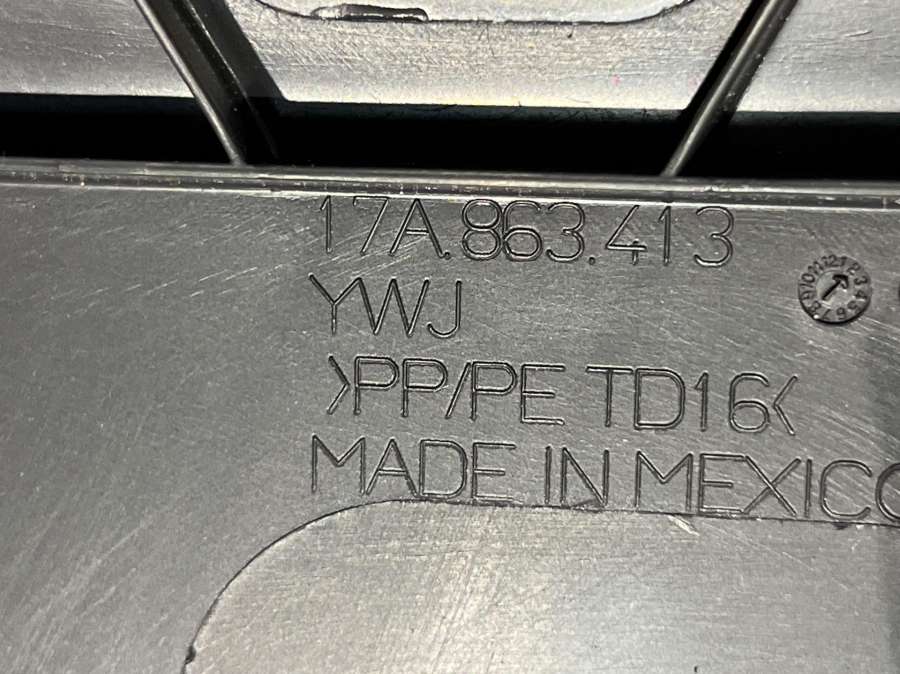 17A.863.413
YWJ
>PP/PE TD16<
MADE IN MEXICO